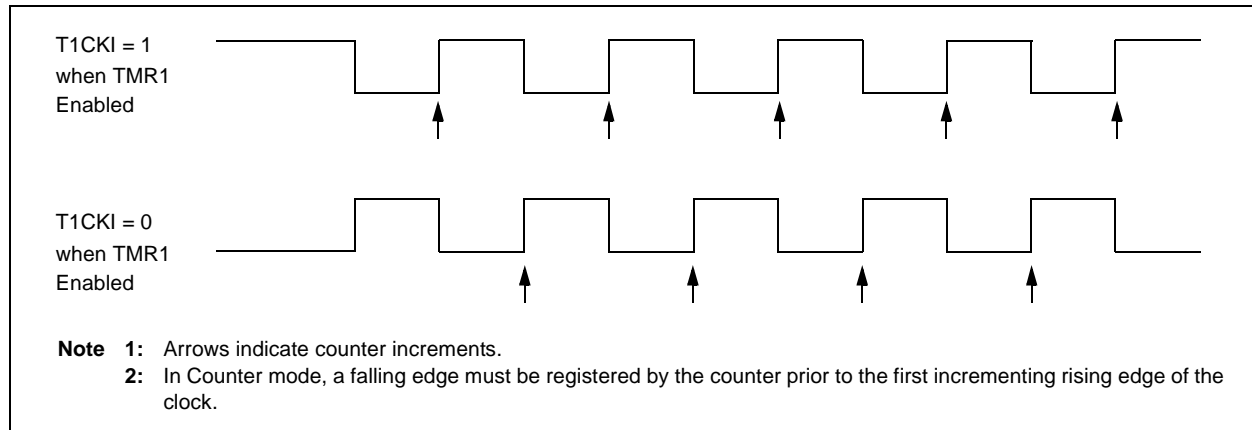 T1CKI = 1
when TMR1
Enabled
T1CKI = 0
when TMR1
Enabled
Note 1: Arrows indicate counter increments.
2: In Counter mode, a falling edge must be registered by the counter prior to the first incrementing rising edge of the
clock.